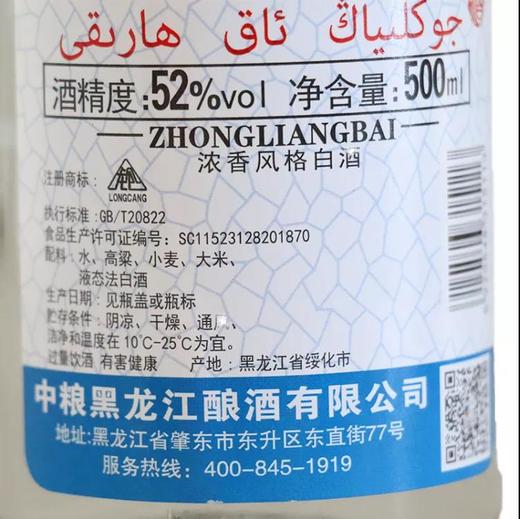 جوڭلياڭ ئاق هارىقى
酒精度:52%vol 净含量:500ml
ZHONGLIANGBAI
浓香风格白酒
注册商标: LONGCANG
执行标准:GB/T20822
食品生产许可证编号: SC11523128201870
配料: 水、高粱、小麦、大米、
液态法白酒
生产日期: 见瓶盖或瓶标
贮存条件: 阴凉、干燥、通风、
洁净和温度在10℃-25℃为宜。
过量饮酒 有害健康 产地: 黑龙江省绥化市
中粮黑龙江酿酒有限公司
地址:黑龙江省肇东市东升区东直街77号
服务热线: 400-845-1919